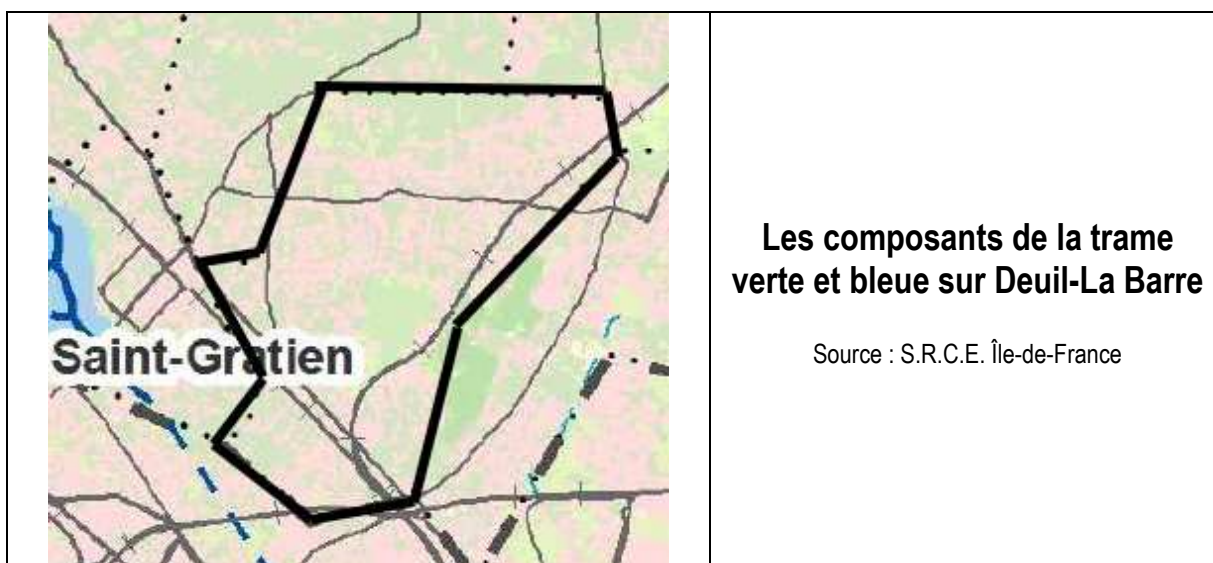 Saint-Gratien
Les composants de la trame
verte et bleue sur Deuil-La Barre
Source : S.R.C.E. Île-de-France